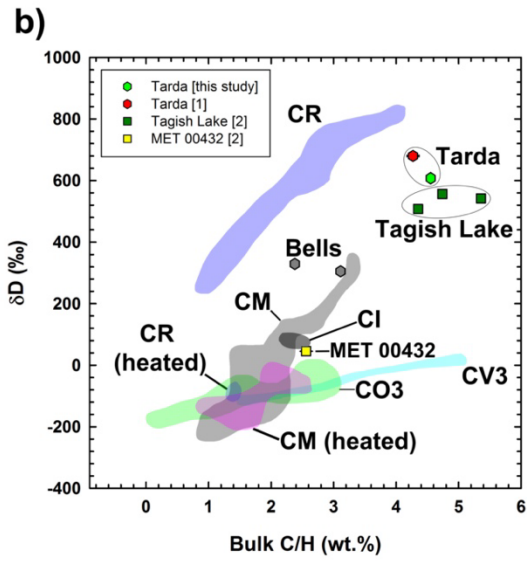 b)
1000
800
600
400
200
0
-200
-400
δD (‰)
Tarda [this study]
Tarda [1]
Tagish Lake [2]
MET 00432 [2]
CR
Tarda
Tagish Lake
Bells
CM
CI
CR
(heated)
MET 00432
CV3
CO3
CM (heated)
0 1 2 3 4 5 6
Bulk C/H (wt.%)